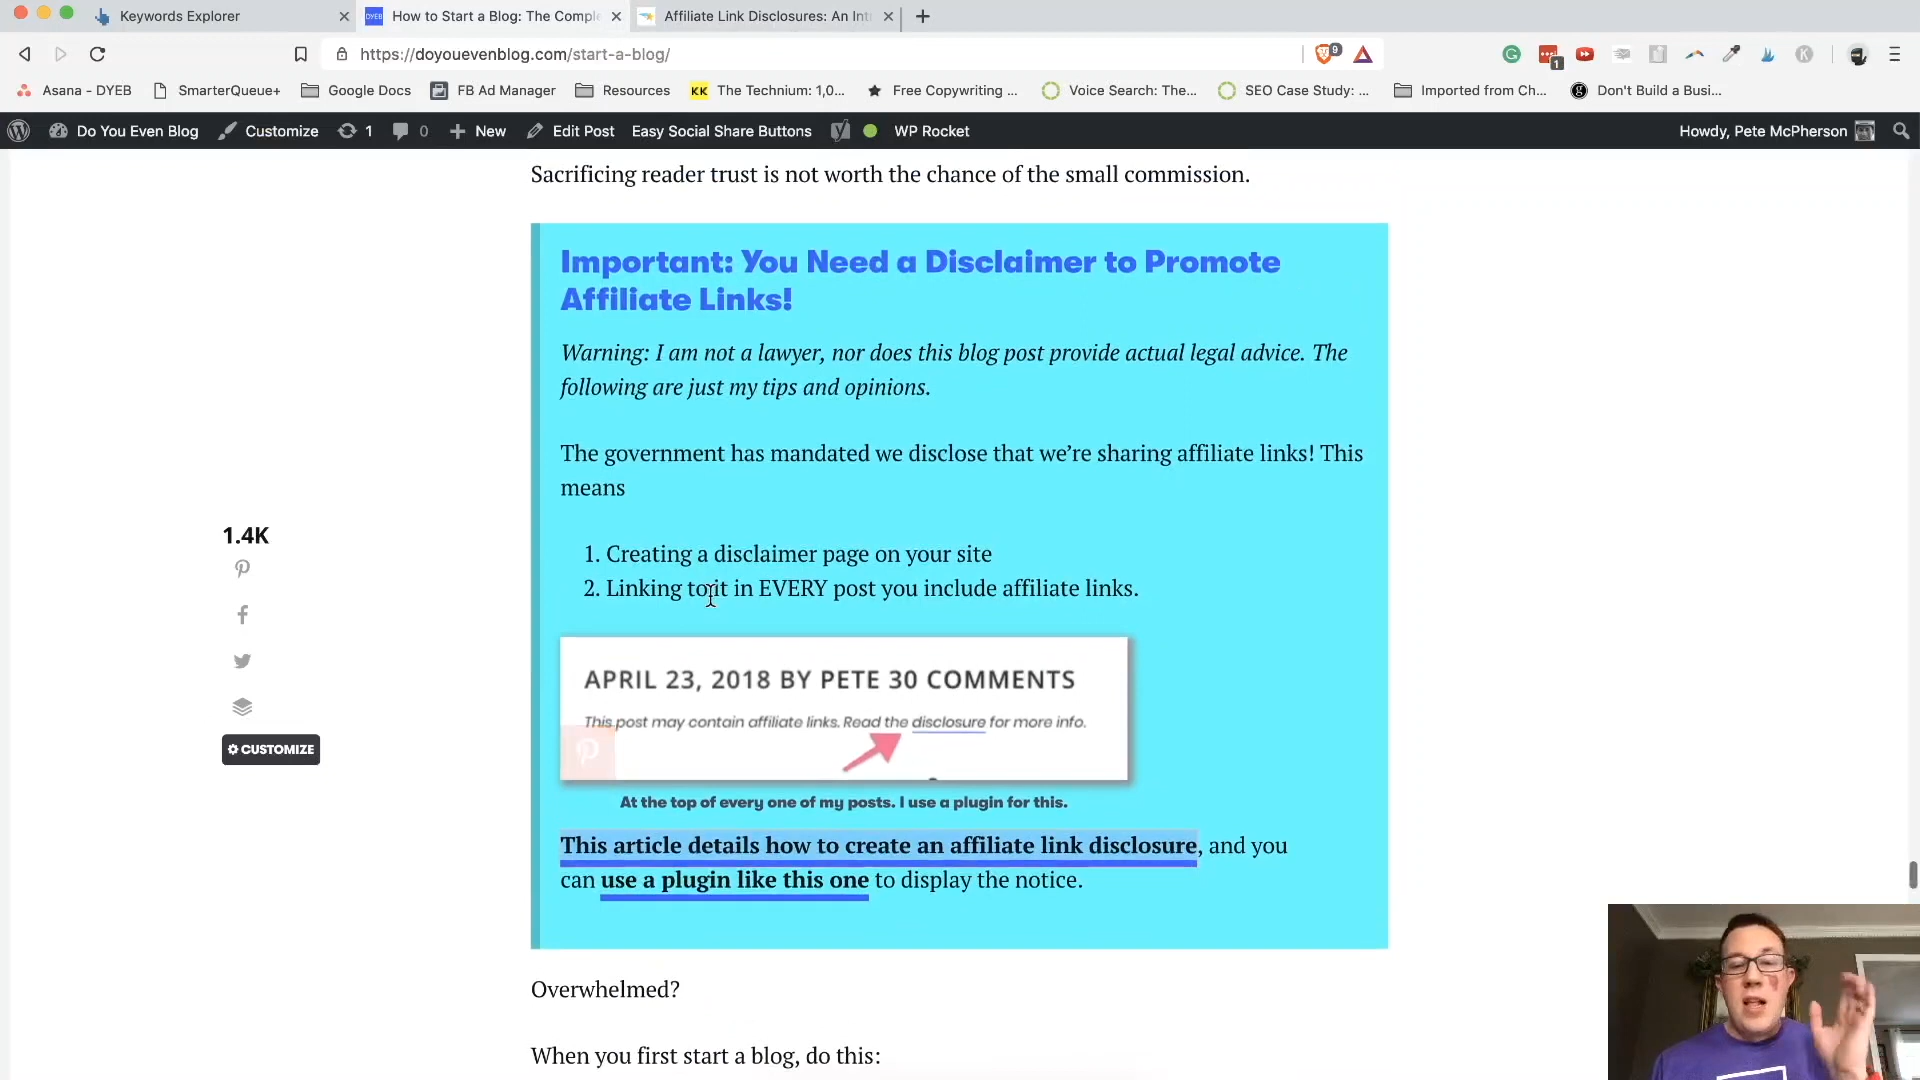 Keywords Explorer
How to Start a Blog: The Comple
Affiliate Link Disclosures: An Int
https://doyouevenblog.com/start-a-blog/
9
1
Asana - DYEB
SmarterQueue+
Google Docs
FB Ad Manager
Resources
KK The Technium: 1,0...
Free Copywriting ...
Voice Search: The...
SEO Case Study: ...
Imported from Ch...
Don't Build a Busi...
Do You Even Blog
Customize
1
0
New
Edit Post
Easy Social Share Buttons
WP Rocket
Howdy, Pete McPherson
Sacrificing reader trust is not worth the chance of the small commission.
Important: You Need a Disclaimer to Promote
Affiliate Links!
Warning: I am not a lawyer, nor does this blog post provide actual legal advice. The
following are just my tips and opinions.
The government has mandated we disclose that we’re sharing affiliate links! This
means
1. Creating a disclaimer page on your site
2. Linking to it in EVERY post you include affiliate links.
1.4K
CUSTOMIZE
APRIL 23, 2018 BY PETE 30 COMMENTS
This post may contain affiliate links. Read the disclosure for more info.
At the top of every one of my posts. I use a plugin for this.
This article details how to create an affiliate link disclosure, and you
can use a plugin like this one to display the notice.
Overwhelmed?
When you first start a blog, do this: